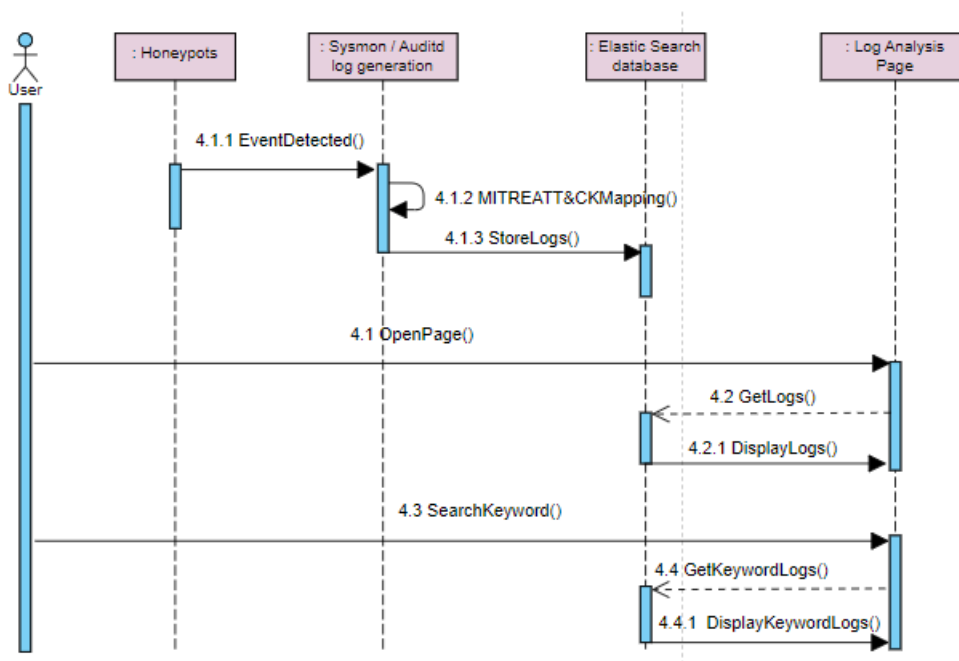 : Honeypots
: Sysmon / Auditd
log generation
: Elastic Search
database
: Log Analysis
Page
User
4.1.1 EventDetected()
4.1.2 MITREATT&CKMapping()
4.1.3 StoreLogs()
4.1 OpenPage()
4.2 GetLogs()
4.2.1 DisplayLogs()
4.3 SearchKeyword()
4.4 GetKeywordLogs()
4.4.1 DisplayKeywordLogs()